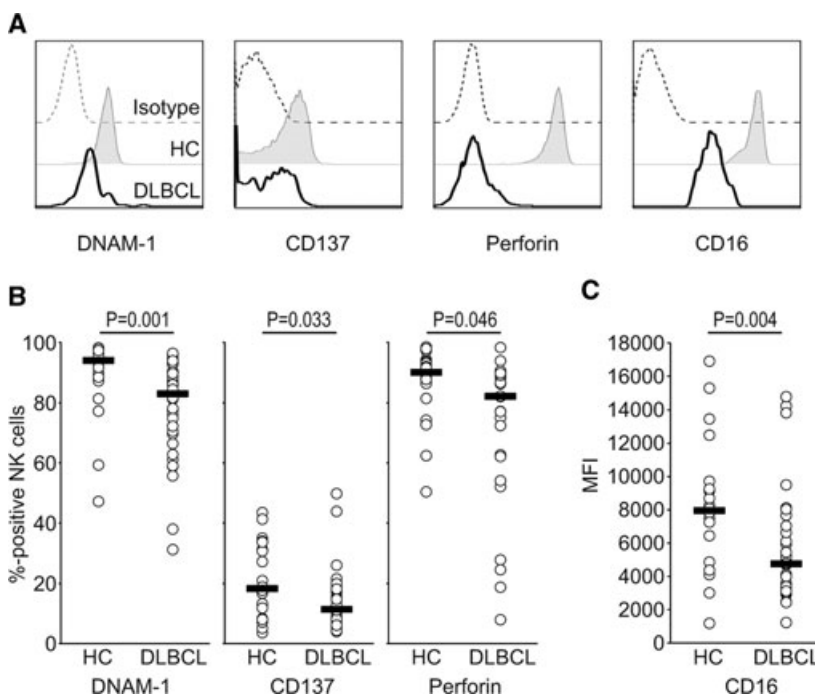 A
Isotype
HC
DLBCL
DNAM-1 CD137 Perforin CD16
B
P=0.001 P=0.033 P=0.046
%-positive NK cells
100
80
60
40
20
0
HC DLBCL HC DLBCL HC DLBCL
DNAM-1 CD137 Perforin
C
P=0.004
MFI
18000
16000
14000
12000
10000
8000
6000
4000
2000
0
HC DLBCL
CD16